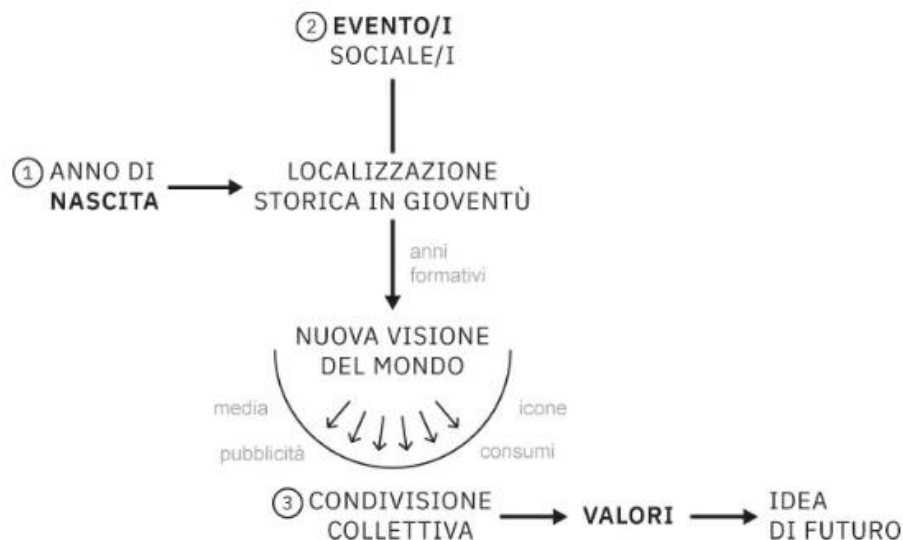 ② EVENTO/I
SOCIALE/I
① ANNO DI
NASCITA
LOCALIZZAZIONE
STORICA IN GIOVENTÙ
anni
formativi
NUOVA VISIONE
DEL MONDO
media
icone
pubblicità
consumi
③ CONDIVISIONE
COLLETTIVA
VALORI
IDEA
DI FUTURO